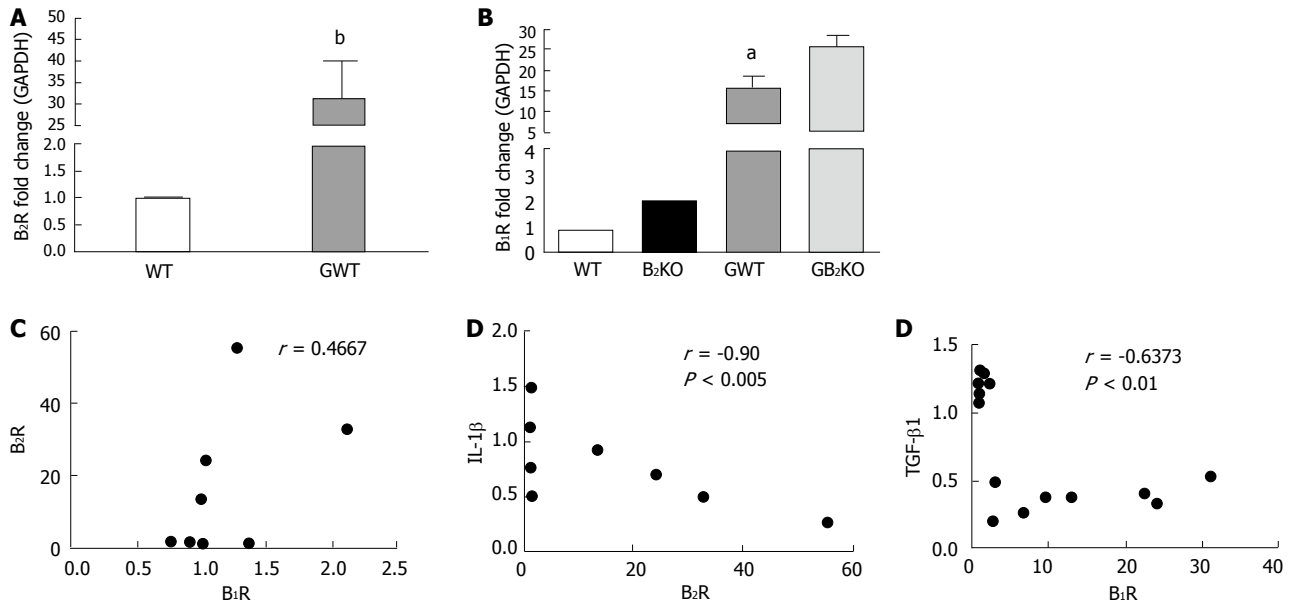 A
B₂R fold change (GAPDH)
50
45
40
35
30
25
2.0
1.5
1.0
0.5
0.0
b
WT
GWT
B
B₁R fold change (GAPDH)
30
25
20
15
10
5
4
3
2
1
0
a
WT
B₂KO
GWT
GB₂KO
C
r = 0.4667
B₂R
60
40
20
0
0.0
0.5
1.0
1.5
2.0
2.5
B₁R
D
r = -0.90
P < 0.005
IL-1β
2.0
1.5
1.0
0.5
0.0
0
20
40
60
B₂R
D
r = -0.6373
P < 0.01
TGF-β1
1.5
1.0
0.5
0.0
0
10
20
30
40
B₁R